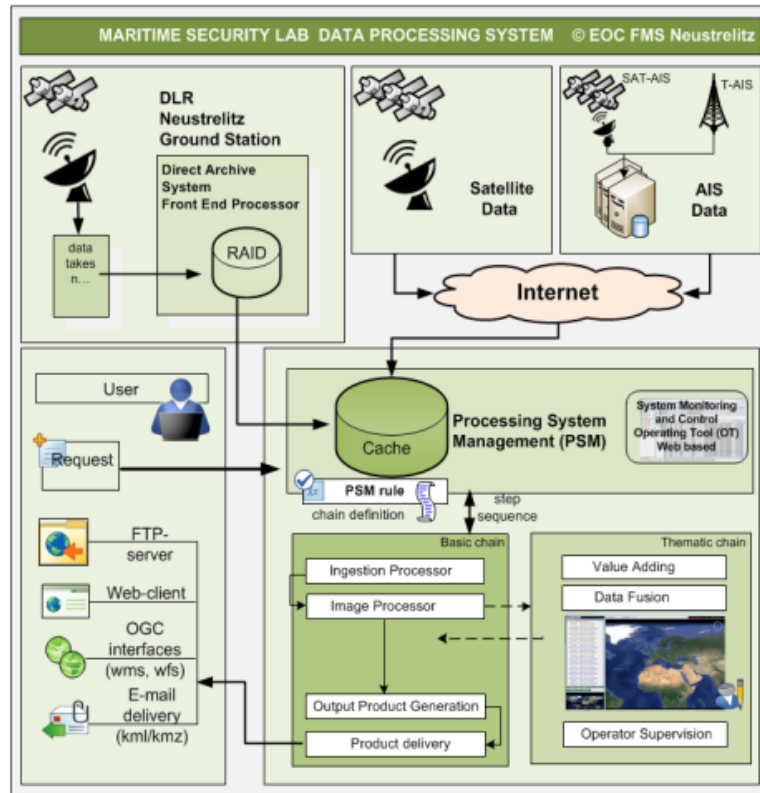 MARITIME SECURITY LAB DATA PROCESSING SYSTEM © EOC FMS Neustrelitz
DLR
Neustrelitz
Ground Station
Direct Archive
System
Front End Processor
RAID
data
takes
n...
Satellite
Data
SAT-AIS
T-AIS
AIS
Data
Internet
User
Request
Cache
Processing System
Management (PSM)
System Monitoring
and Control
Operating Tool (OT)
Web based
PSM rule
chain definition
step
sequence
FTP-
server
Web-client
OGC
interfaces
(wms, wfs)
E-mail
delivery
(kml/kmz)
Basic chain
Ingestion Processor
Image Processor
Output Product Generation
Product delivery
Thematic chain
Value Adding
Data Fusion
Operator Supervision